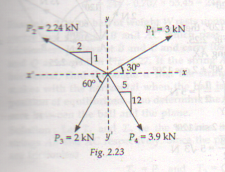 y
P₂ = 2.24 kN
P₁ = 3 kN
2
1
30°
x'
x
60°
5
12
P₃ = 2 kN
y'
P₄ = 3.9 kN
Fig. 2.23